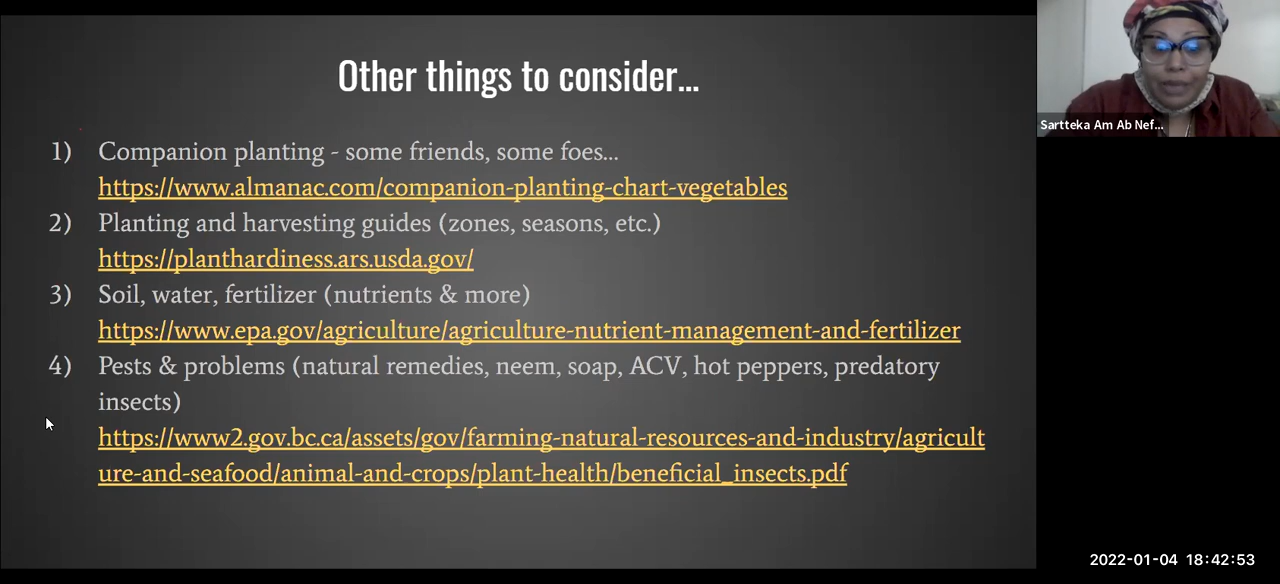 Other things to consider...
1) Companion planting - some friends, some foes...
https://www.almanac.com/companion-planting-chart-vegetables
2) Planting and harvesting guides (zones, seasons, etc.)
https://planthardiness.ars.usda.gov/
3) Soil, water, fertilizer (nutrients & more)
https://www.epa.gov/agriculture/agriculture-nutrient-management-and-fertilizer
4) Pests & problems (natural remedies, neem, soap, ACV, hot peppers, predatory
insects)
https://www2.gov.bc.ca/assets/gov/farming-natural-resources-and-industry/agricult
ure-and-seafood/animal-and-crops/plant-health/beneficial_insects.pdf
Sartteka Am Ab Nef...
2022-01-04 18:42:53